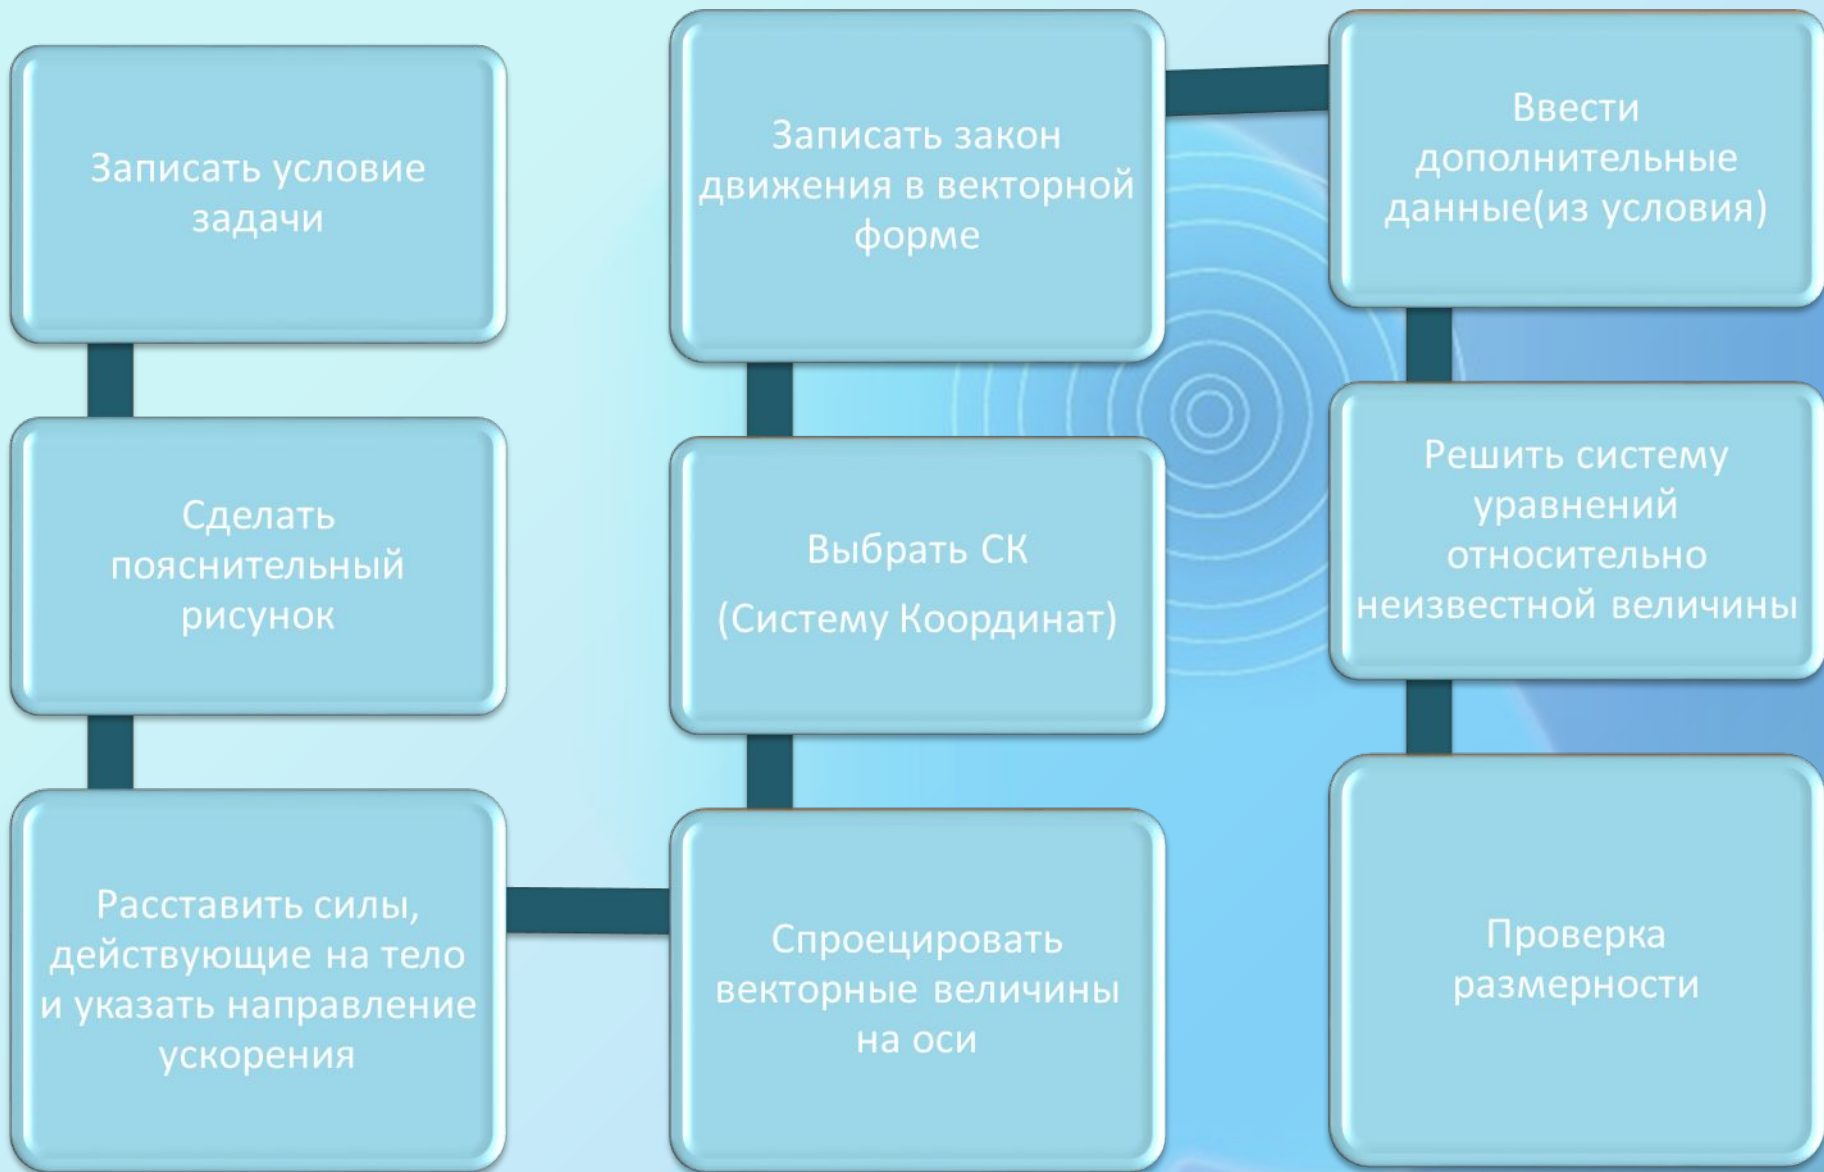 Записать условие
задачи
Сделать
пояснительный
рисунок
Расставить силы,
действующие на тело
и указать направление
ускорения
Спроецировать
векторные величины
на оси
Выбрать СК
(Систему Координат)
Записать закон
движения в векторной
форме
Ввести
дополнительные
данные(из условия)
Решить систему
уравнений
относительно
неизвестной величины
Проверка
размерности